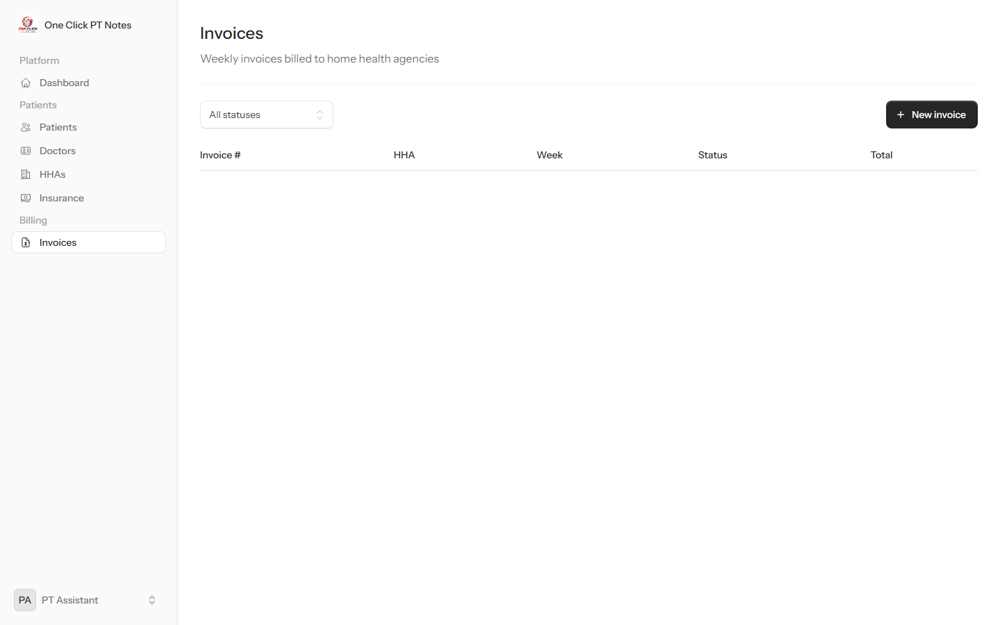 One Click PT Notes
Platform
Dashboard
Patients
Patients
Doctors
HHAs
Insurance
Billing
Invoices
PA PT Assistant
Invoices
Weekly invoices billed to home health agencies
All statuses
New invoice
Invoice # HHA Week Status Total